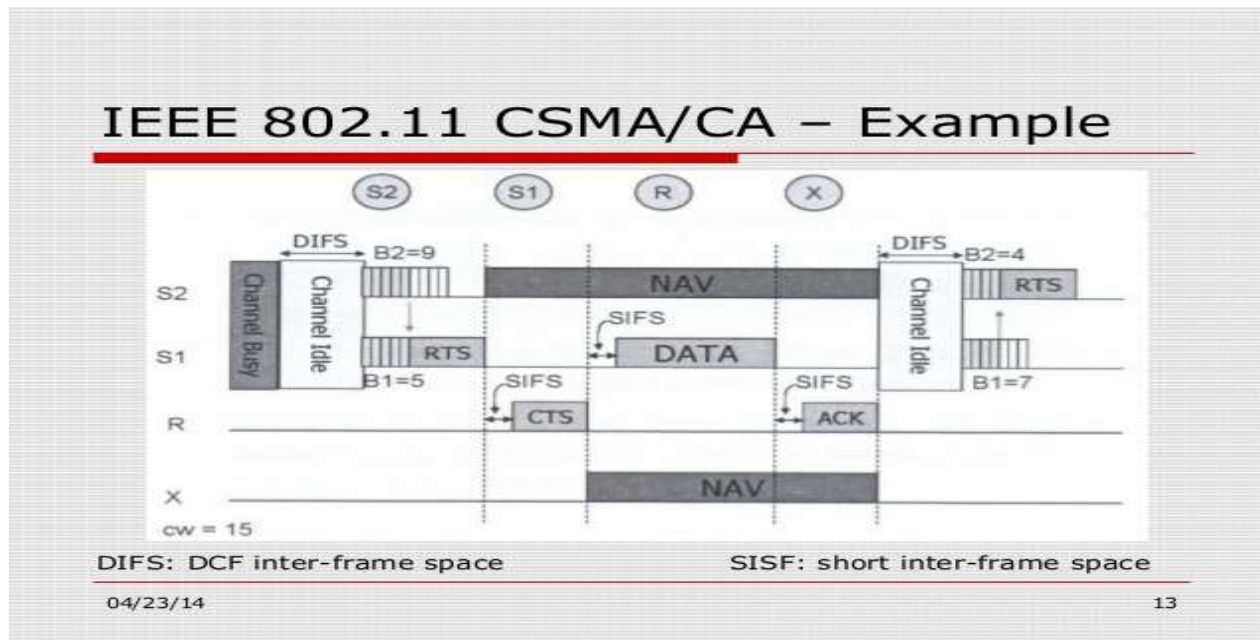 IEEE 802.11 CSMA/CA – Example
S2 S1 R X
DIFS B2=9 DIFS B2=4
S2 Channel Busy Channel Idle NAV Channel Idle RTS
SIFS
S1 RTS DATA
B1=5 SIFS SIFS B1=7
R CTS ACK
X NAV
cw = 15
DIFS: DCF inter-frame space SISF: short inter-frame space
04/23/14 13